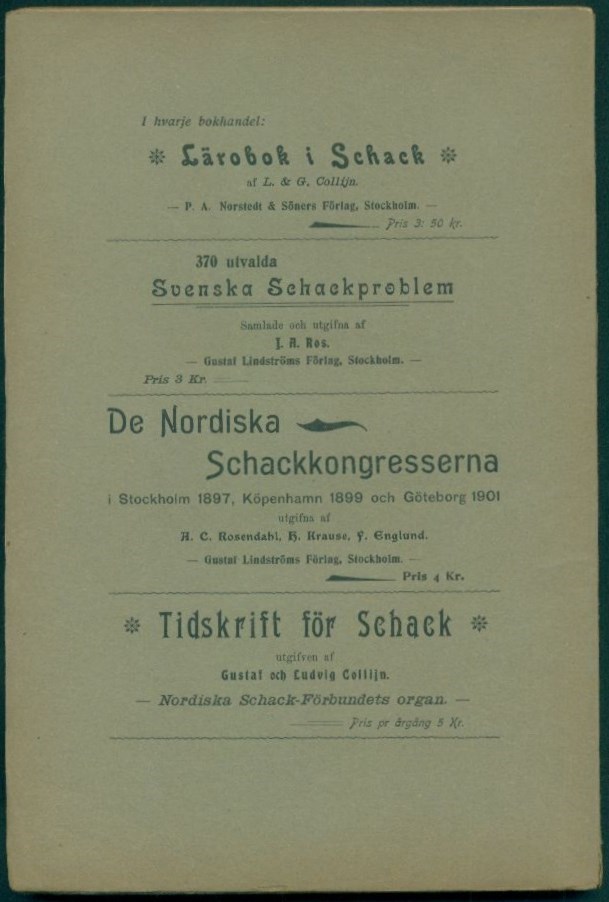 I hvarje bokhandel:
Lärobok i Schack
af L. & G. Collijn.
— P. A. Norstedt & Söners Förlag, Stockholm. —
Pris 3: 50 kr.
370 utvalda
Svenska Schackproblem
Samlade och utgifna af
J. A. Ros.
— Gustaf Lindströms Förlag, Stockholm. —
Pris 3 Kr.
De Nordiska
Schackkongresserna
i Stockholm 1897, Köpenhamn 1899 och Göteborg 1901
utgifna af
A. C. Rosendahl, H. Krause, F. Englund.
— Gustaf Lindströms Förlag, Stockholm. —
Pris 4 Kr.
Tidskrift för Schack
utgifven af
Gustaf och Ludvig Collijn.
— Nordiska Schack-Förbundets organ. —
Pris pr årgång 5 Kr.